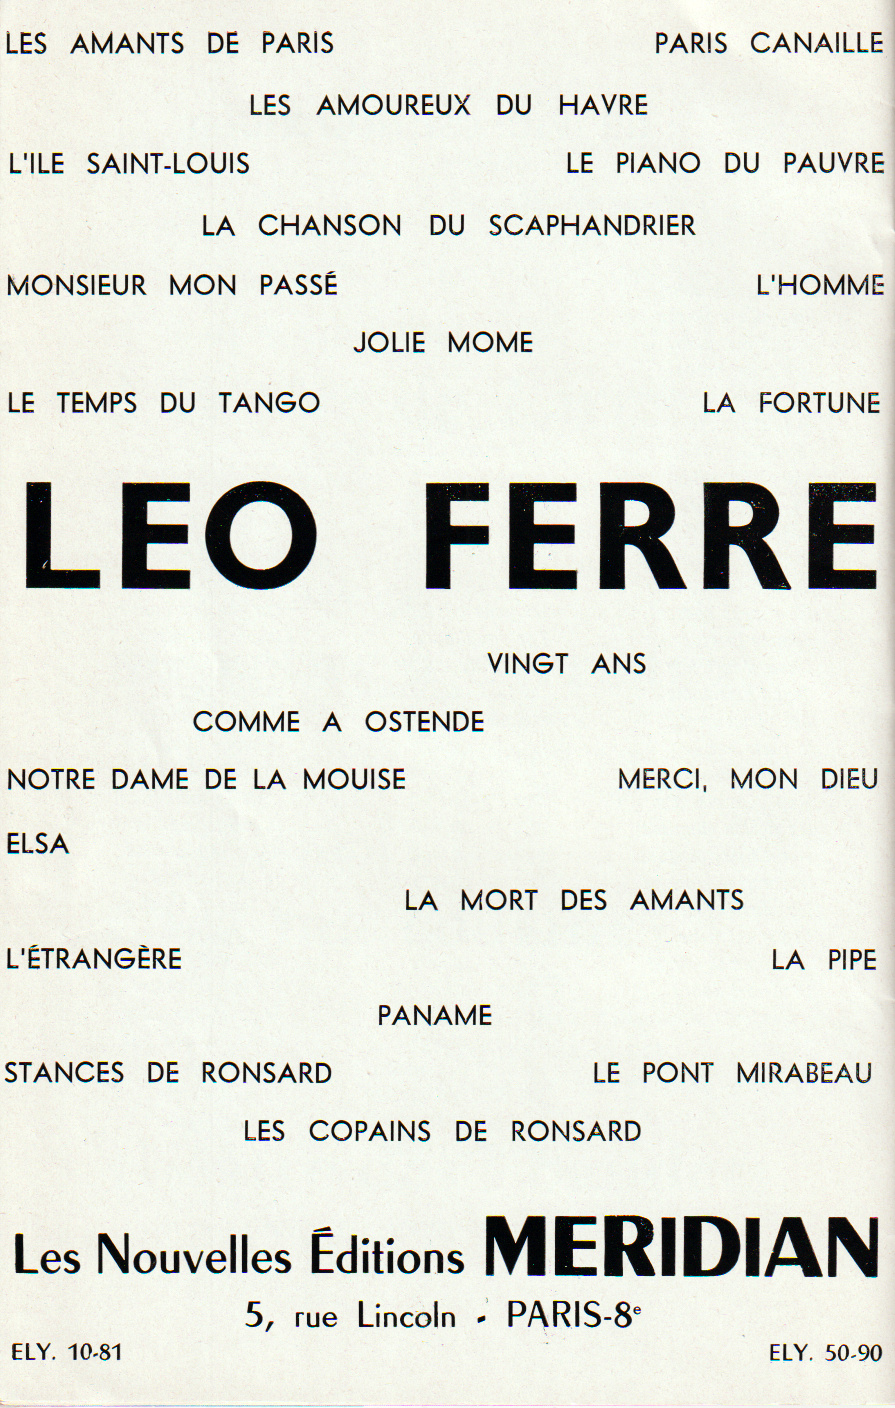 LES AMANTS DE PARIS PARIS CANAILLE
LES AMOUREUX DU HAVRE
L'ILE SAINT-LOUIS LE PIANO DU PAUVRE
LA CHANSON DU SCAPHANDRIER
MONSIEUR MON PASSÉ L'HOMME
JOLIE MOME
LE TEMPS DU TANGO LA FORTUNE
LEO FERRE
VINGT ANS
COMME A OSTENDE
NOTRE DAME DE LA MOUISE MERCI, MON DIEU
ELSA
LA MORT DES AMANTS
L'ÉTRANGÈRE LA PIPE
PANAME
STANCES DE RONSARD LE PONT MIRABEAU
LES COPAINS DE RONSARD
Les Nouvelles Éditions MERIDIAN
5, rue Lincoln - PARIS-8e
ELY. 10-81 ELY. 50-90